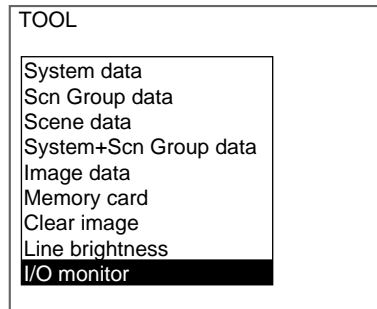 TOOL
System data
Scn Group data
Scene data
System+Scn Group data
Image data
Memory card
Clear image
Line brightness
I/O monitor